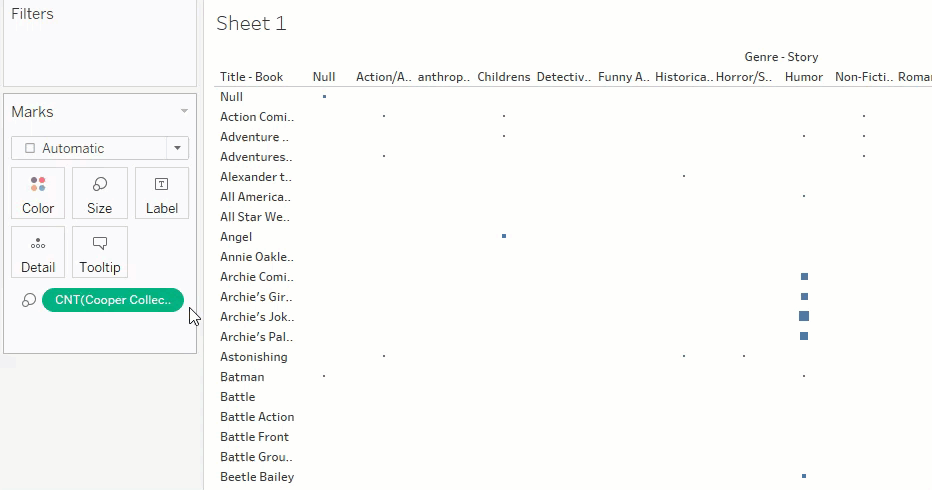 Filters
Marks
Automatic
Color
Size
Label
Detail
Tooltip
CNT(Cooper Collec..
Sheet 1
Genre - Story
Title - Book Null Action/A.. anthrop.. Childrens Detectiv.. Funny A.. Historica.. Horror/S.. Humor Non-Ficti.. Roman
Null
Action Comi..
Adventure ..
Adventures..
Alexander t..
All America..
All Star We..
Angel
Annie Oakle..
Archie Comi..
Archie’s Gir..
Archie’s Jok..
Archie’s Pal..
Astonishing
Batman
Battle
Battle Action
Battle Front
Battle Grou..
Beetle Bailey